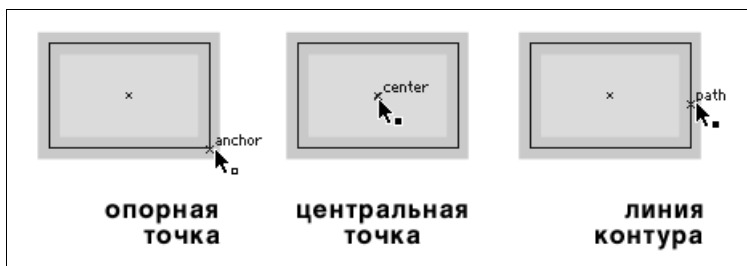 anchor
center
path
опорная
точка
центральная
точка
линия
контура